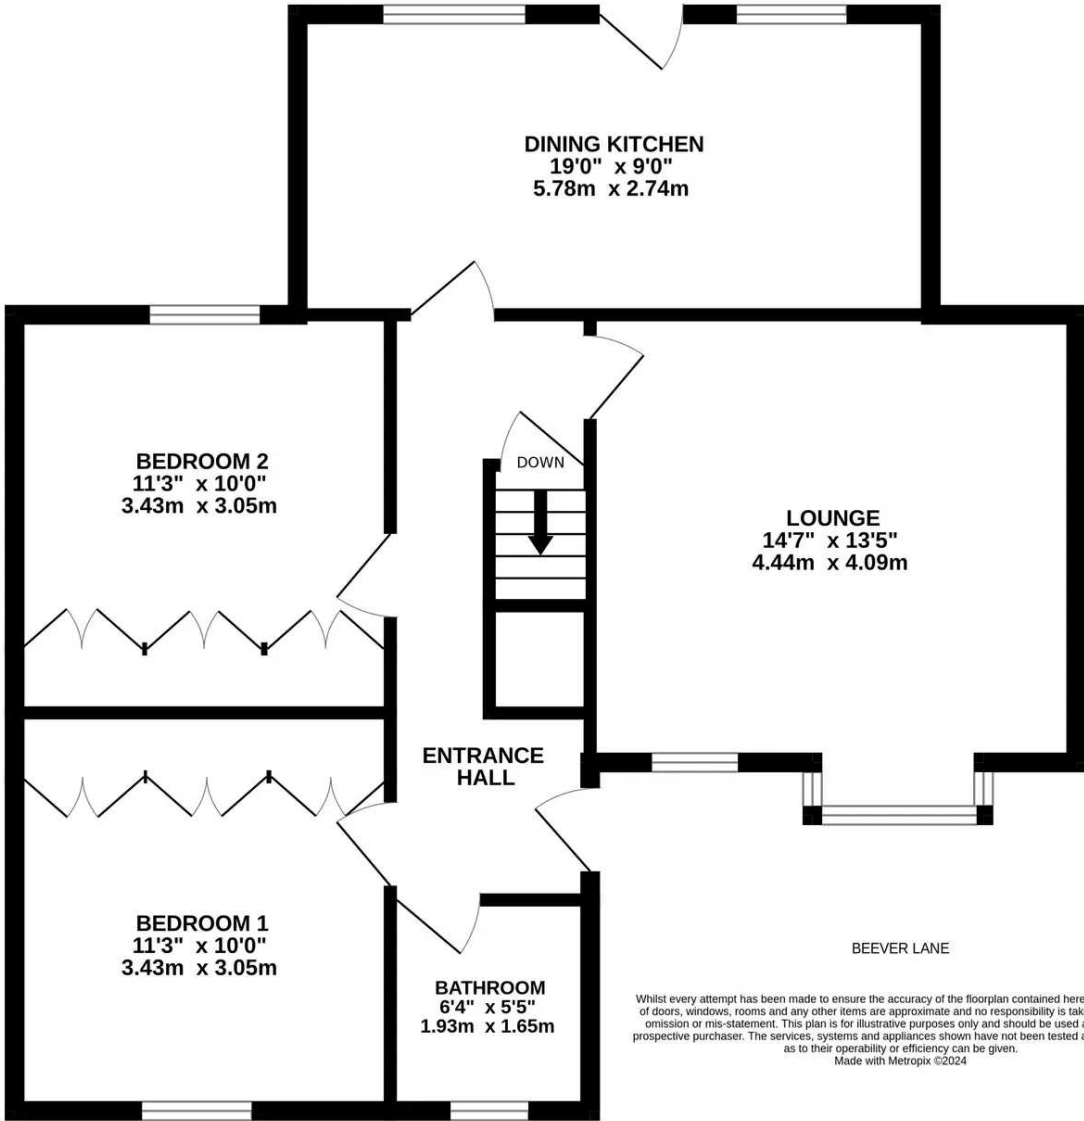 DINING KITCHEN
19'0" x 9'0"
5.78m x 2.74m
BEDROOM 2
11'3" x 10'0"
3.43m x 3.05m
DOWN
LOUNGE
14'7" x 13'5"
4.44m x 4.09m
ENTRANCE
HALL
BEDROOM 1
11'3" x 10'0"
3.43m x 3.05m
BATHROOM
6'4" x 5'5"
1.93m x 1.65m
BEEVER LANE
Whilst every attempt has been made to ensure the accuracy of the floorplan contained here
of doors, windows, rooms and any other items are approximate and no responsibility is tak
omission or mis-statement. This plan is for illustrative purposes only and should be used a
prospective purchaser. The services, systems and appliances shown have not been tested a
as to their operability or efficiency can be given.
Made with Metropix ©2024